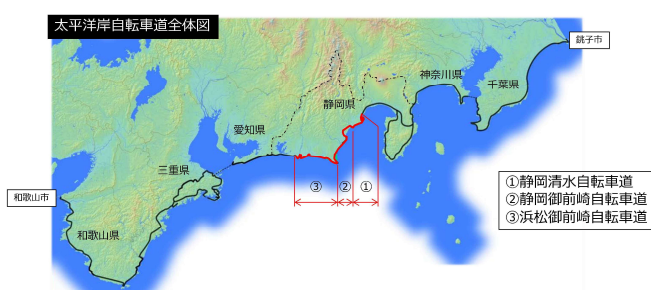 太平洋岸自転車道全体図
銚子市
神奈川県
千葉県
静岡県
愛知県
三重県
和歌山市
和歌山県
③ ② ①
①静岡清水自転車道
②静岡御前崎自転車道
③浜松御前崎自転車道